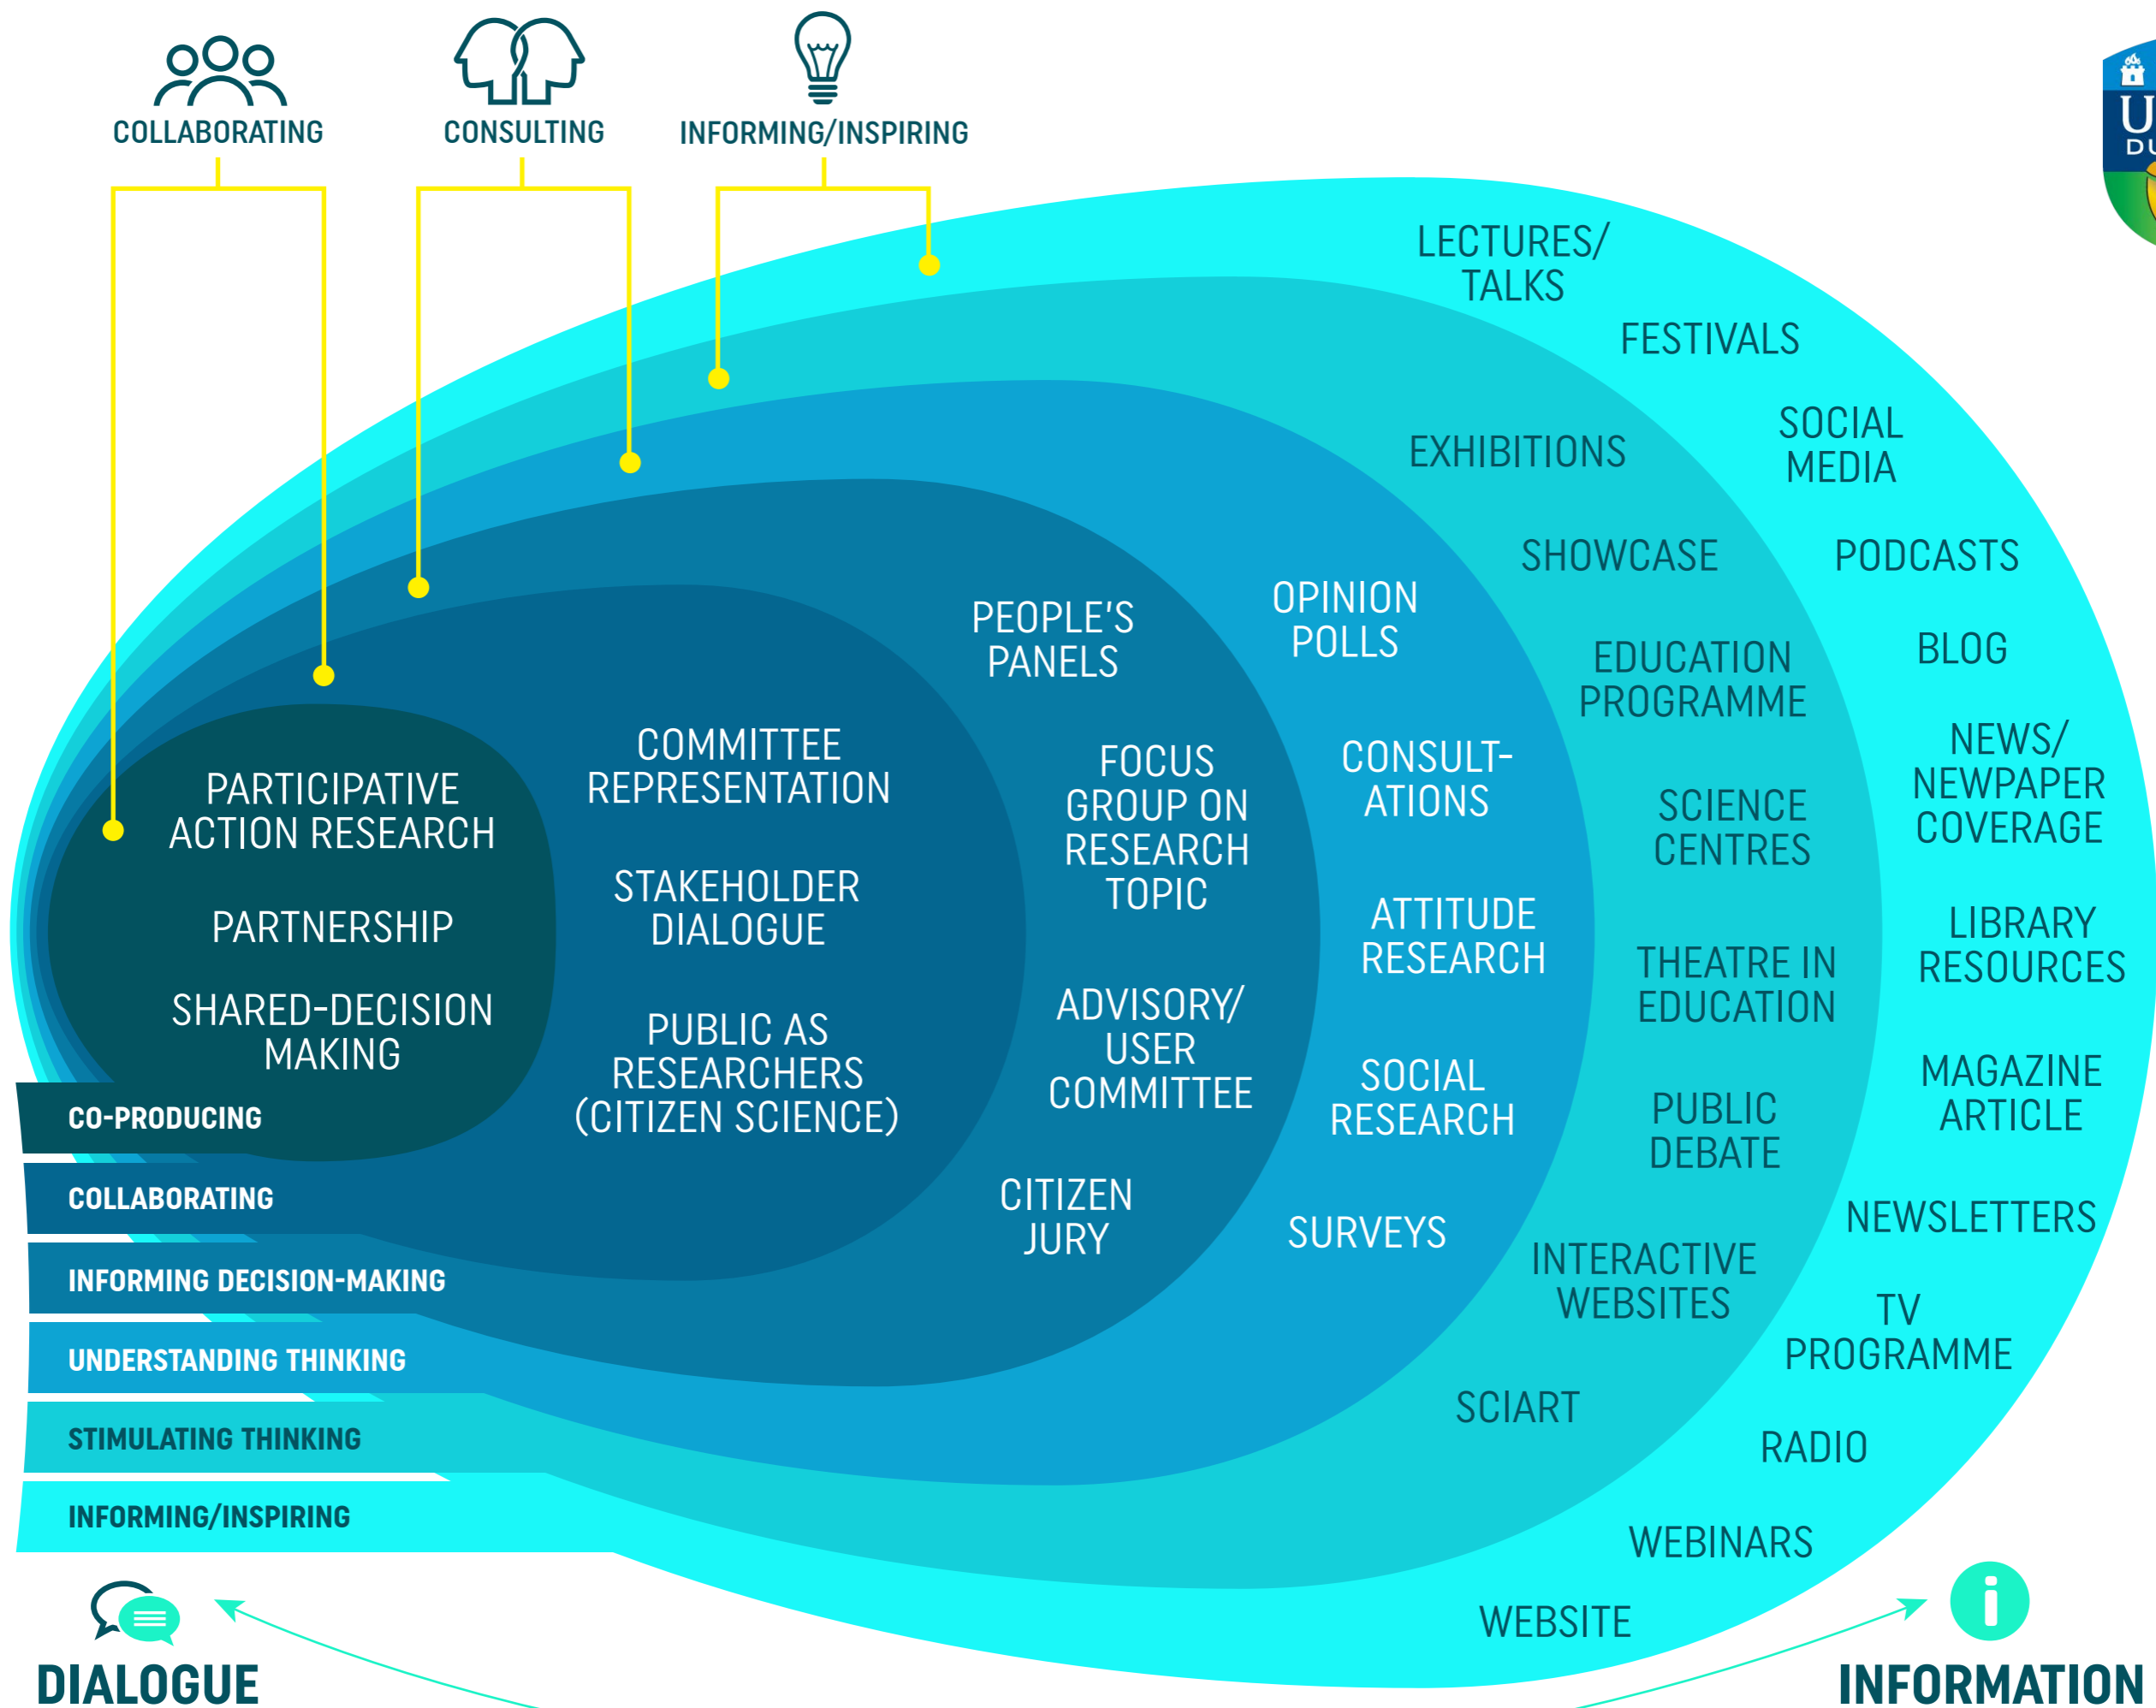 COLLABORATING
CONSULTING
INFORMING/INSPIRING
LECTURES/
TALKS
FESTIVALS
SOCIAL
MEDIA
PODCASTS
BLOG
NEWS/
NEWPAPER
COVERAGE
LIBRARY
RESOURCES
MAGAZINE
ARTICLE
NEWSLETTERS
TV
PROGRAMME
RADIO
WEBINARS
WEBSITE
EXHIBITIONS
SHOWCASE
EDUCATION
PROGRAMME
SCIENCE
CENTRES
THEATRE IN
EDUCATION
PUBLIC
DEBATE
INTERACTIVE
WEBSITES
SCIART
OPINION
POLLS
CONSULT-
ATIONS
ATTITUDE
RESEARCH
SOCIAL
RESEARCH
SURVEYS
PEOPLE'S
PANELS
FOCUS
GROUP ON
RESEARCH
TOPIC
ADVISORY/
USER
COMMITTEE
CITIZEN
JURY
COMMITTEE
REPRESENTATION
STAKEHOLDER
DIALOGUE
PUBLIC AS
RESEARCHERS
(CITIZEN SCIENCE)
PARTICIPATIVE
ACTION RESEARCH
PARTNERSHIP
SHARED-DECISION
MAKING
CO-PRODUCING
COLLABORATING
INFORMING DECISION-MAKING
UNDERSTANDING THINKING
STIMULATING THINKING
INFORMING/INSPIRING
DIALOGUE
INFORMATION